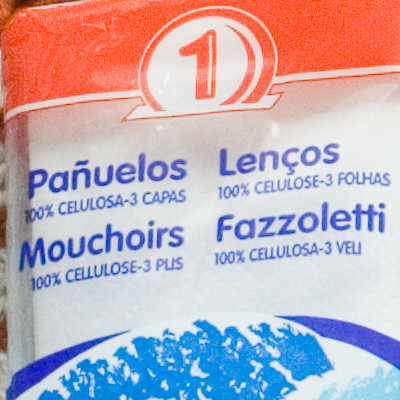 1
Pañuelos
100% CELULOSA-3 CAPAS
Lenços
100% CELULOSE-3 FOLHAS
Mouchoirs
100% CELLULOSE-3 PLIS
Fazzoletti
100% CELLULOSA-3 VELI